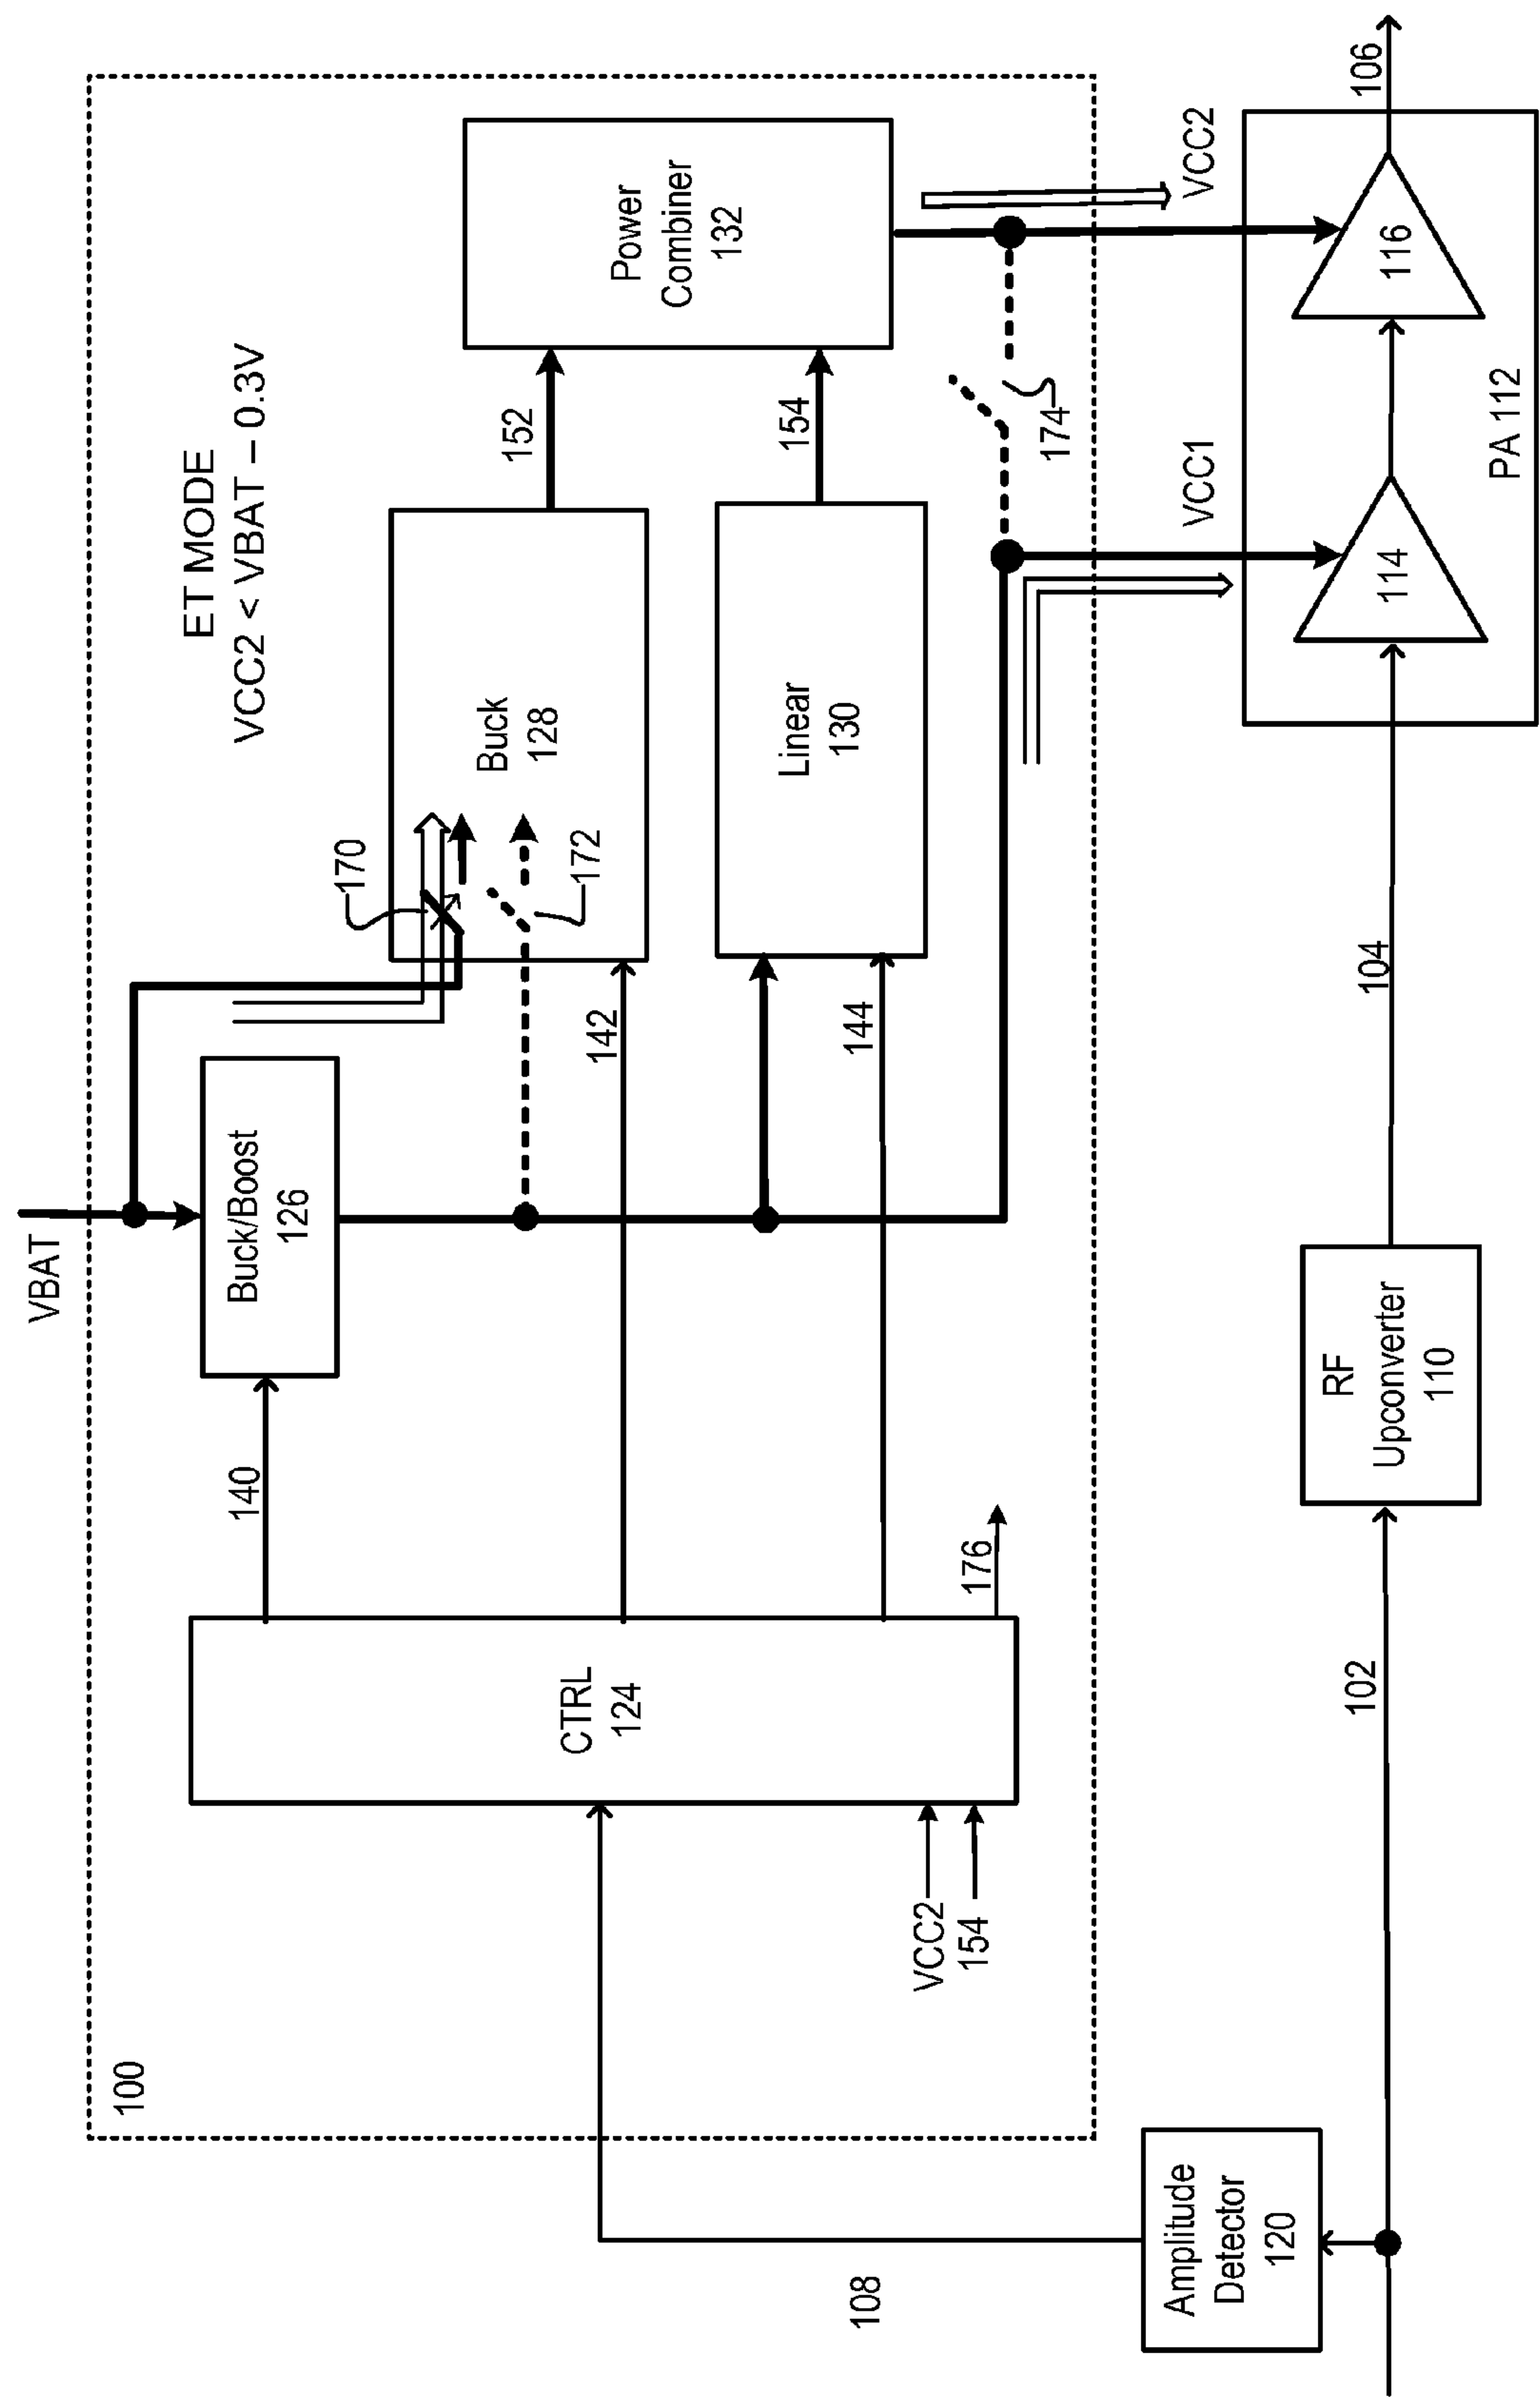 100
VBAT
ET MODE
VCC2 < VBAT – 0.3V
140
Buck/Boost
126
170
Buck
128
172
152
Power
Combiner
132
142
CTRL
124
Linear
130
154
144
VCC2
154
176
174
VCC1
VCC2
108
Amplitude
Detector
120
102
RF
Upconverter
110
104
114
116
PA 112
106